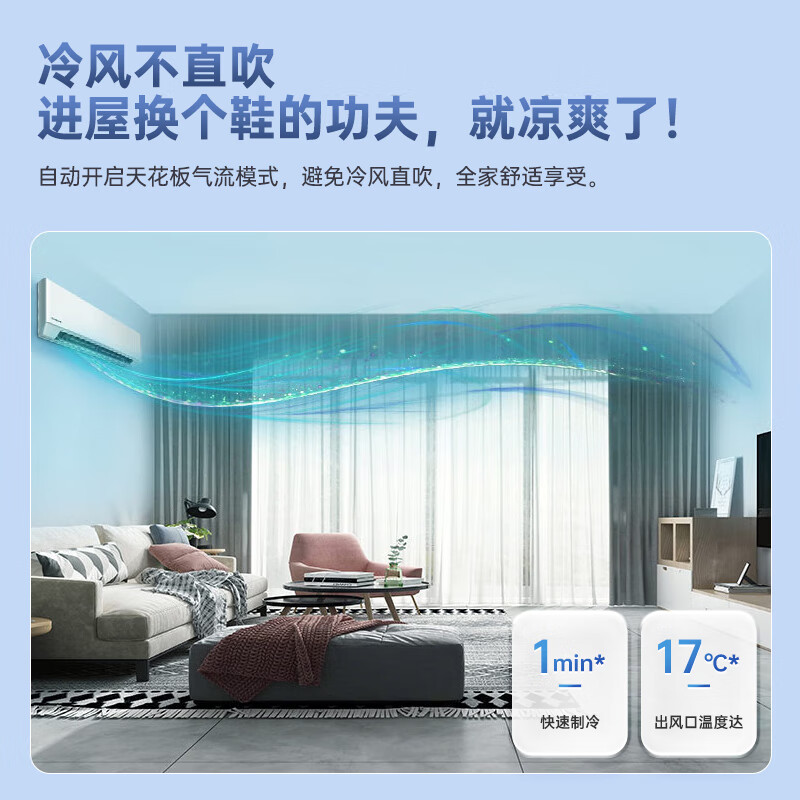 冷风不直吹
进屋换个鞋的功夫，就凉爽了！
自动开启天花板气流模式，避免冷风直吹，全家舒适享受。
1min*
快速制冷
17℃*
出风口温度达